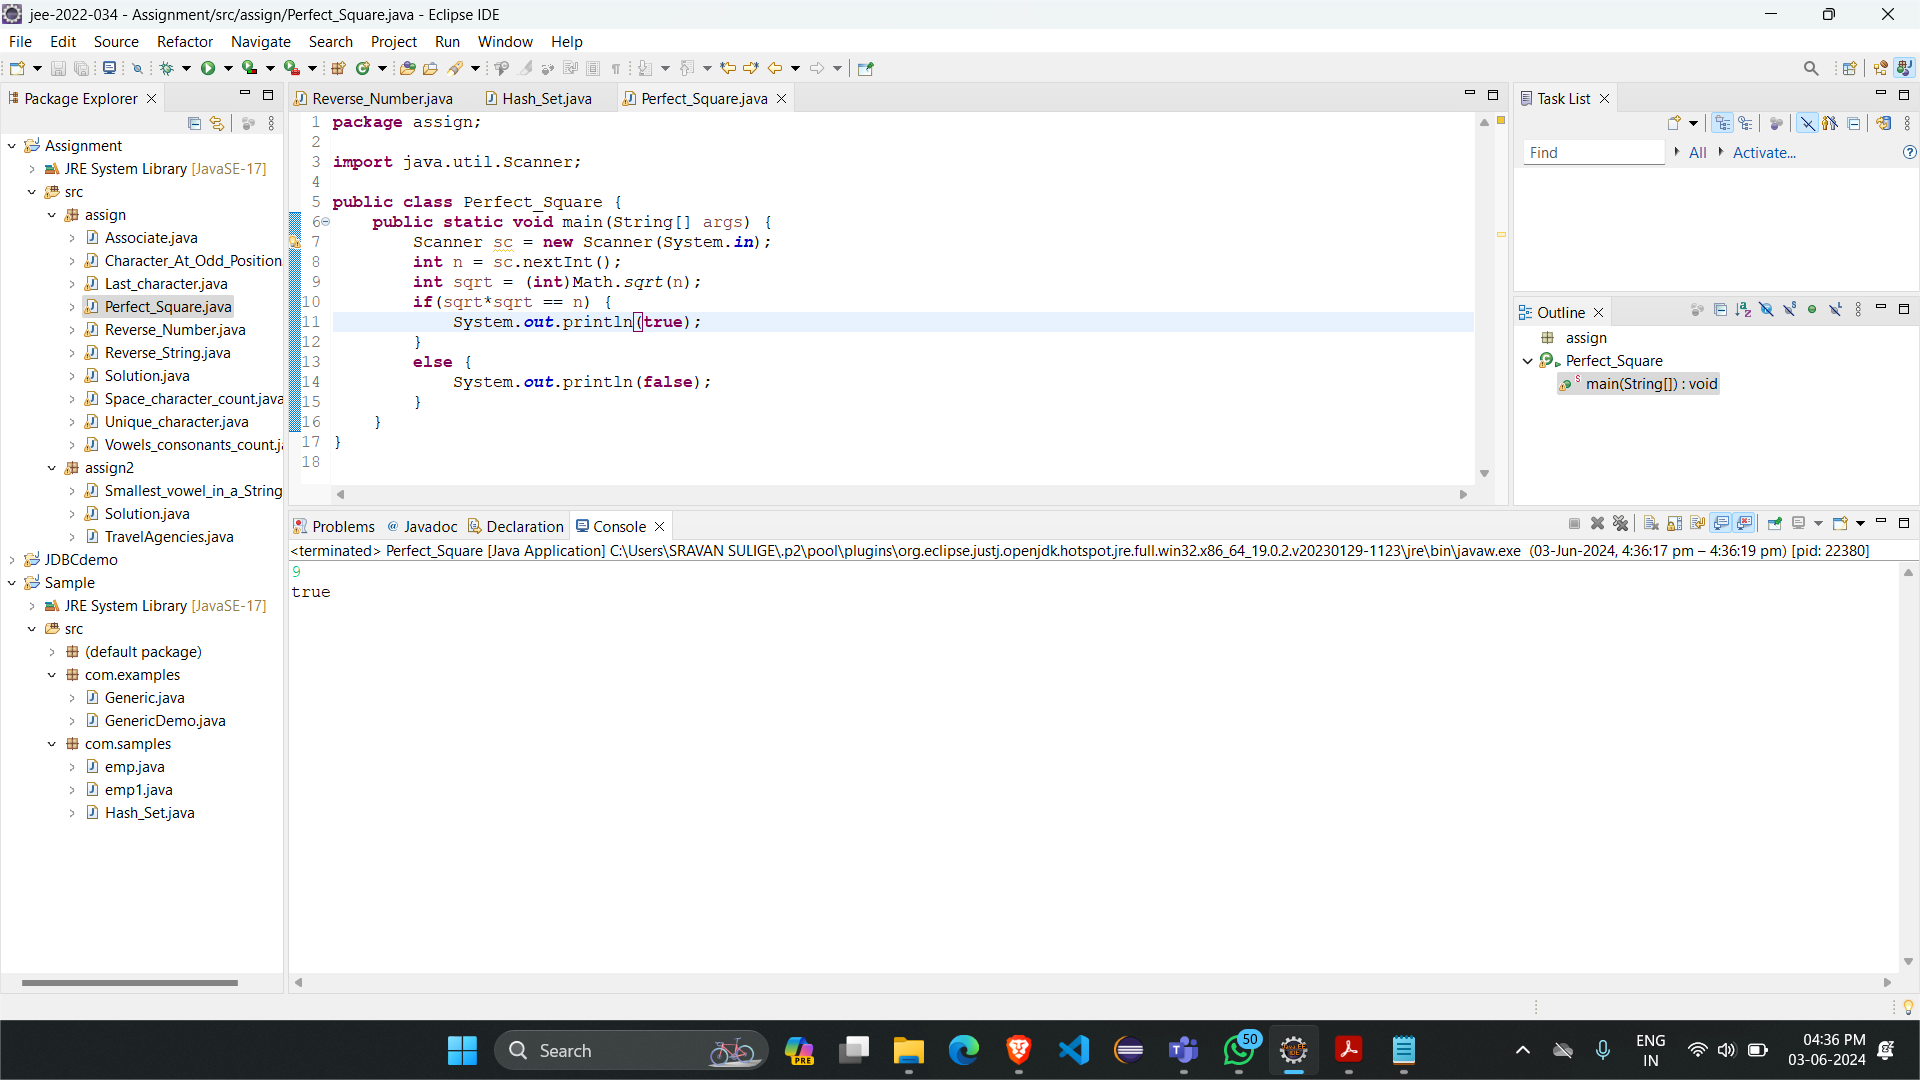 jee-2022-034 - Assignment/src/assign/Perfect_Square.java - Eclipse IDE
File Edit Source Refactor Navigate Search Project Run Window Help
Package Explorer
Assignment
JRE System Library [JavaSE-17]
src
assign
Associate.java
Character_At_Odd_Position
Last_character.java
Perfect_Square.java
Reverse_Number.java
Reverse_String.java
Solution.java
Space_character_count.java
Unique_character.java
Vowels_consonants_count.j
assign2
Smallest_vowel_in_a_String
Solution.java
TravelAgencies.java
JDBCdemo
Sample
JRE System Library [JavaSE-17]
src
(default package)
com.examples
Generic.java
GenericDemo.java
com.samples
emp.java
emp1.java
Hash_Set.java
Reverse_Number.java Hash_Set.java Perfect_Square.java
1 package assign;
2
3 import java.util.Scanner;
4
5 public class Perfect_Square {
6 public static void main(String[] args) {
7 Scanner sc = new Scanner(System.in);
8 int n = sc.nextInt();
9 int sqrt = (int)Math.sqrt(n);
10 if(sqrt*sqrt == n) {
11 System.out.println(true);
12 }
13 else {
14 System.out.println(false);
15 }
16 }
17 }
18
Task List
Find All Activate...
Outline
assign
Perfect_Square
main(String[]) : void
Problems @ Javadoc Declaration Console
<terminated> Perfect_Square [Java Application] C:\Users\SRAVAN SULIGE\.p2\pool\plugins\org.eclipse.justj.openjdk.hotspot.jre.full.win32.x86_64_19.0.2.v20230129-1123\jre\bin\javaw.exe (03-Jun-2024, 4:36:17 pm – 4:36:19 pm) [pid: 22380]
9
true
Search
PRE
50
ENG
IN
04:36 PM
03-06-2024